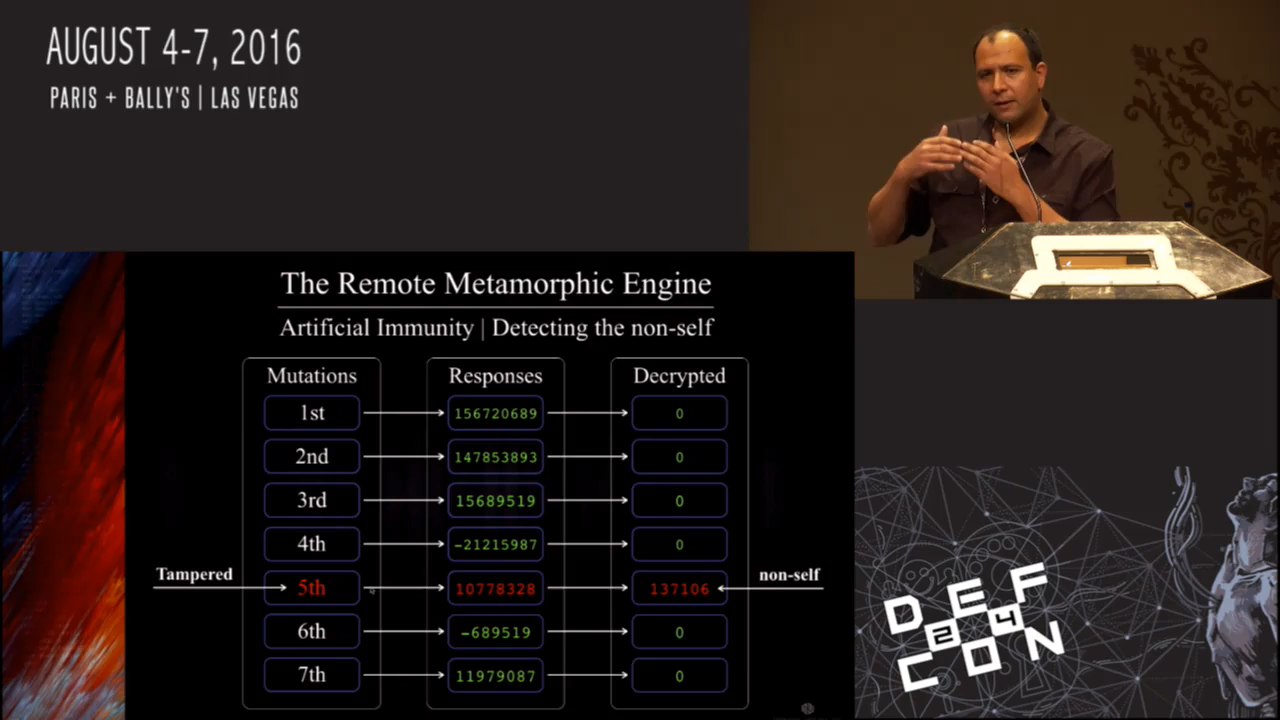 AUGUST 4-7, 2016
PARIS + BALLY'S | LAS VEGAS
The Remote Metamorphic Engine
Artificial Immunity | Detecting the non-self
Mutations Responses Decrypted
1st 156720689 0
2nd 147853893 0
3rd 15689519 0
4th -21215987 0
Tampered 5th 10778328 137106 non-self
6th -689519 0
7th 11979087 0
DEF
24
CON